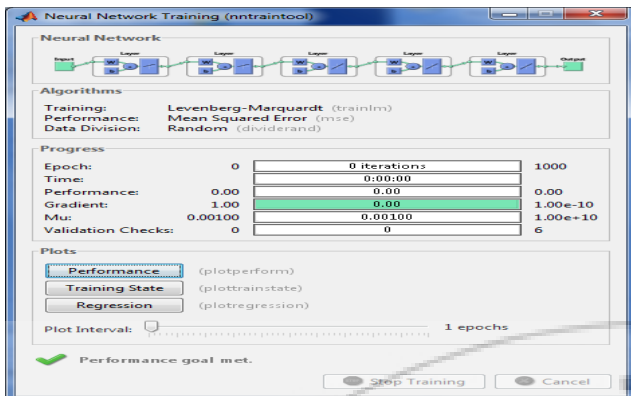 Neural Network Training (nntraintool)
Neural Network
Input Layer Layer Layer Layer Layer Output
W b + W b + W b + W b + W b +
Algorithms
Training: Levenberg-Marquardt (trainlm)
Performance: Mean Squared Error (mse)
Data Division: Random (dividerand)
Progress
Epoch: 0 0 iterations 1000
Time: 0:00:00
Performance: 0.00 0.00 0.00
Gradient: 1.00 0.00 1.00e-10
Mu: 0.00100 0.00100 1.00e+10
Validation Checks: 0 0 6
Plots
Performance (plotperform)
Training State (plottrainstate)
Regression (plotregression)
Plot Interval: 1 epochs
Performance goal met.
Stop Training Cancel